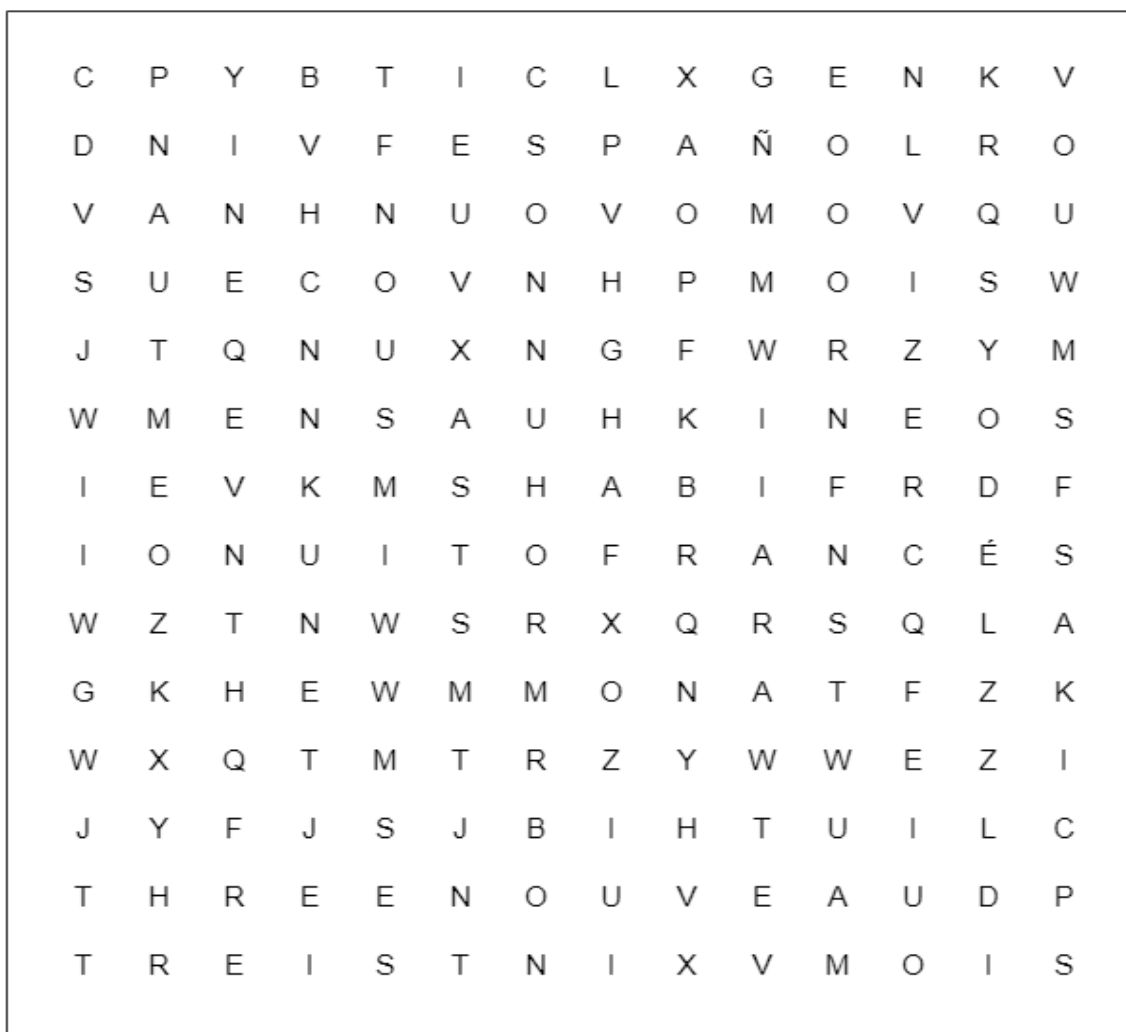 C P Y B T I C L X G E N K V
D N I V F E S P A Ñ O L R O
V A N H N U O V O M O V Q U
S U E C O V N H P M O I S W
J T Q N U X N G F W R Z Y M
W M E N S A U H K I N E O S
I E V K M S H A B I F R D F
I O N U I T O F R A N C É S
W Z T N W S R X Q R S Q L A
G K H E W M M O N A T F Z K
W X Q T M T R Z Y W W E Z I
J Y F J S J B I H T U I L C
T H R E E N O U V E A U D P
T R E I S T N I X V M O I S